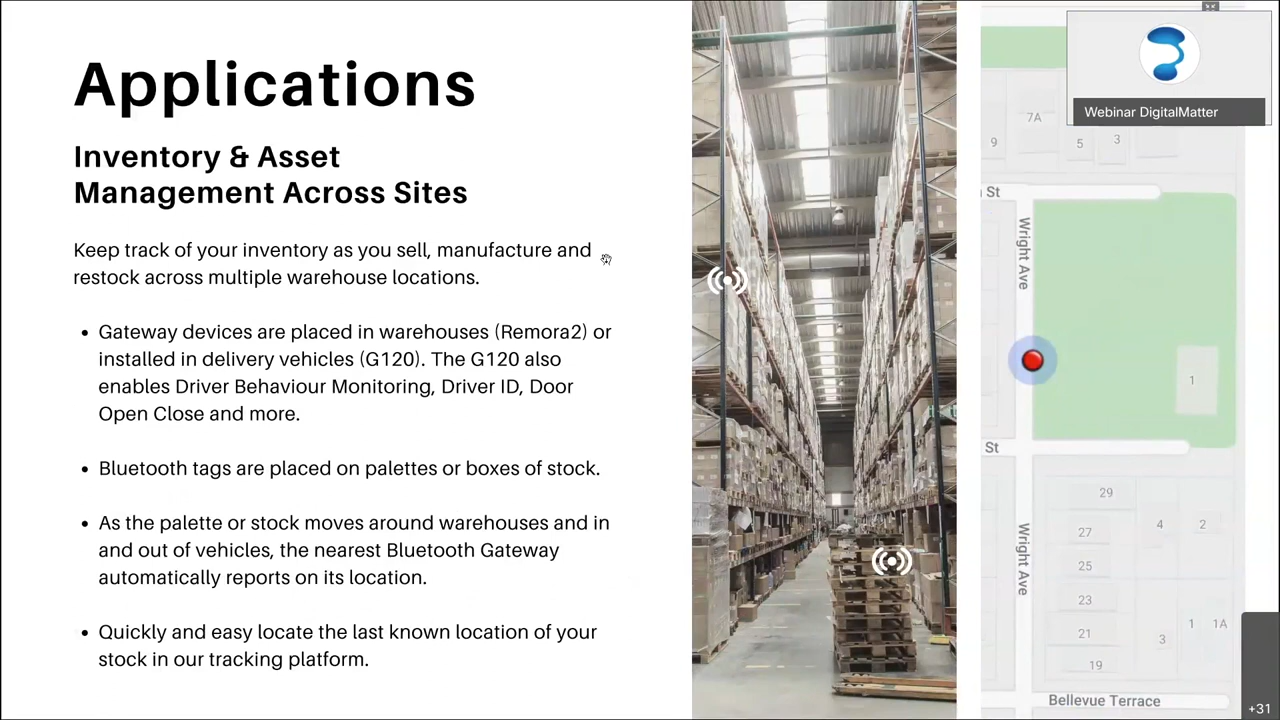 Applications
Inventory & Asset
Management Across Sites
Keep track of your inventory as you sell, manufacture and
restock across multiple warehouse locations.
• Gateway devices are placed in warehouses (Remora2) or
installed in delivery vehicles (G120). The G120 also
enables Driver Behaviour Monitoring, Driver ID, Door
Open Close and more.
• Bluetooth tags are placed on palettes or boxes of stock.
• As the palette or stock moves around warehouses and in
and out of vehicles, the nearest Bluetooth Gateway
automatically reports on its location.
• Quickly and easy locate the last known location of your
stock in our tracking platform.
Webinar DigitalMatter
7A
9
5
3
St
Wright Ave
1
St
29
27
4
2
Wright Ave
25
23
21
3
1
1A
19
Bellevue Terrace
+31